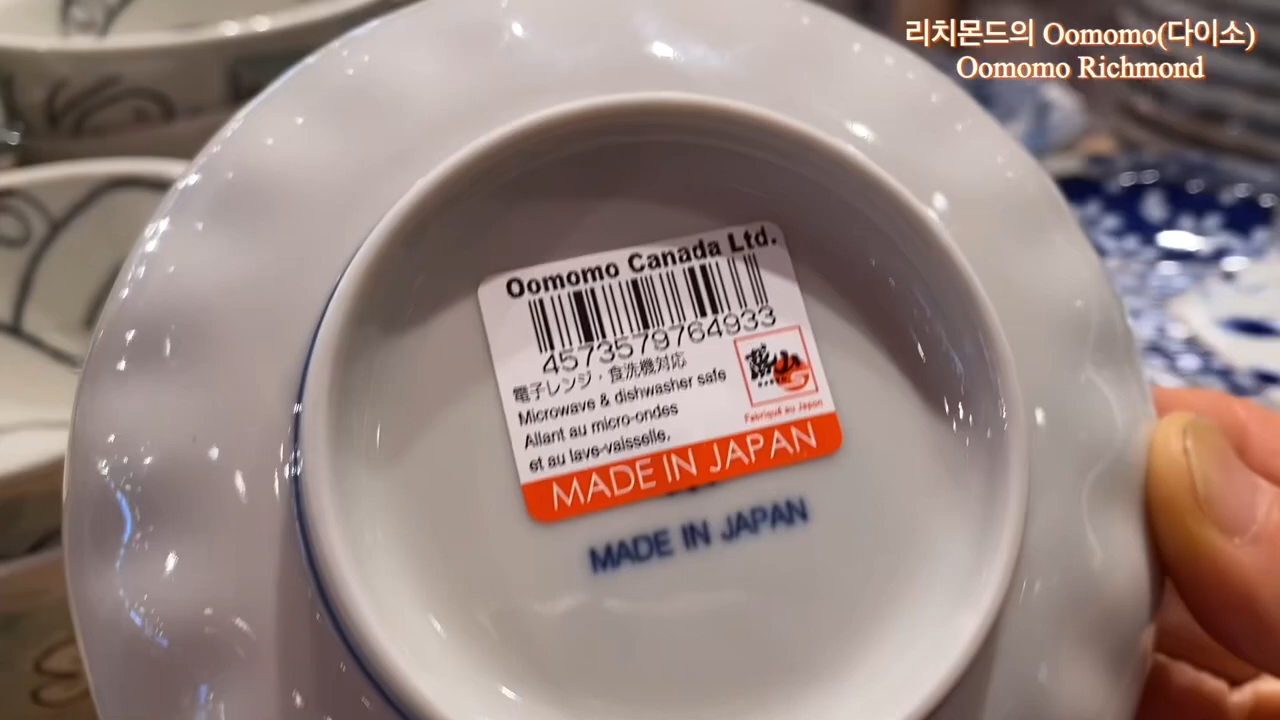 리치몬드의 Oomomo(다이소)
Oomomo Richmond
Oomomo Canada Ltd.
4573579764933
電子レンジ・食洗機対応
Microwave & dishwasher safe
Allant au micro-ondes
et au lave-vaisselle.
Fabriqué au Japon
MADE IN JAPAN
MADE IN JAPAN